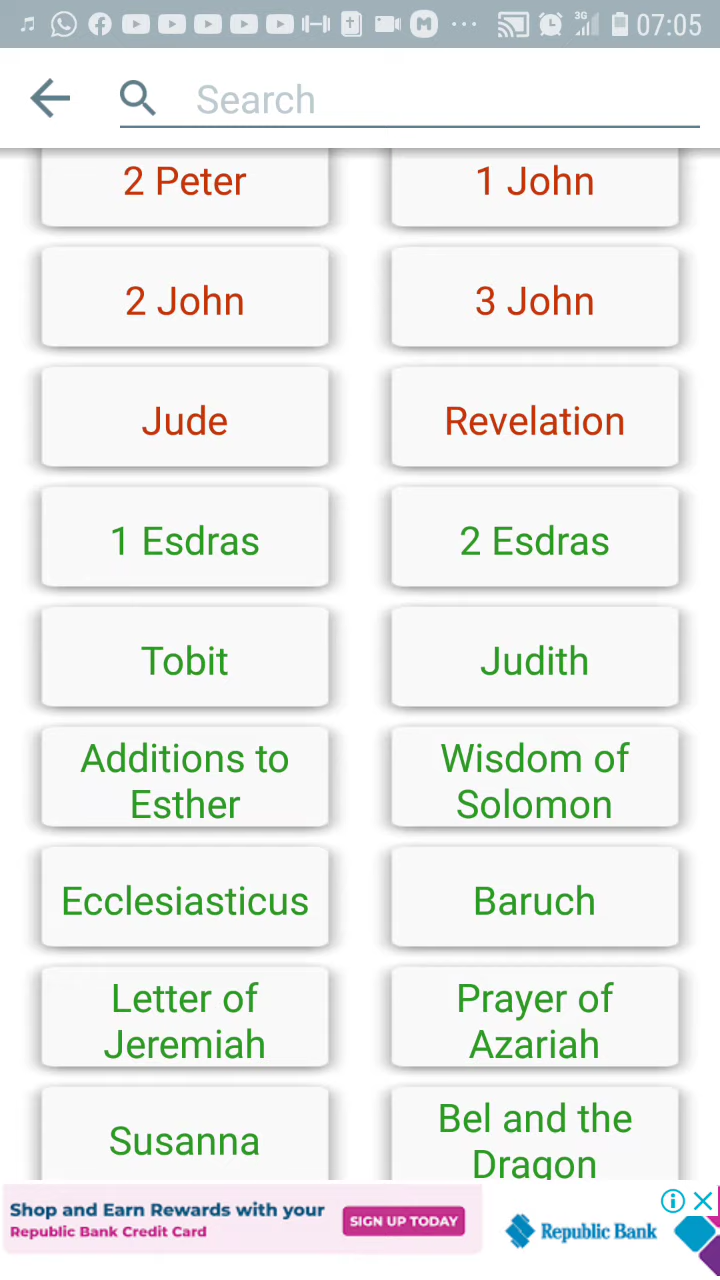 3G 07:05
Search
2 Peter
1 John
2 John
3 John
Jude
Revelation
1 Esdras
2 Esdras
Tobit
Judith
Additions to
Esther
Wisdom of
Solomon
Ecclesiasticus
Baruch
Letter of
Jeremiah
Prayer of
Azariah
Susanna
Bel and the
Dragon
Shop and Earn Rewards with your
Republic Bank Credit Card
SIGN UP TODAY
Republic Bank